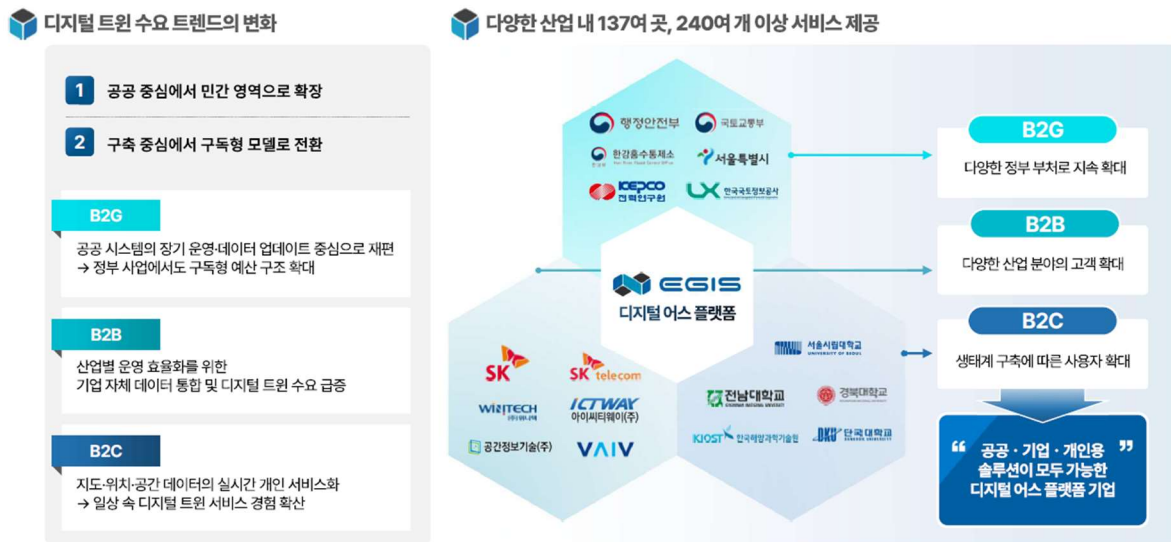 디지털 트윈 수요 트렌드의 변화
1 공공 중심에서 민간 영역으로 확장
2 구축 중심에서 구독형 모델로 전환
B2G
공공 시스템의 장기 운영·데이터 업데이트 중심으로 재편
→ 정부 사업에서도 구독형 예산 구조 확대
B2B
산업별 운영 효율화를 위한
기업 자체 데이터 통합 및 디지털 트윈 수요 급증
B2C
지도·위치·공간 데이터의 실시간 개인 서비스화
→ 일상 속 디지털 트윈 서비스 경험 확산
다양한 산업 내 137여 곳, 240여 개 이상 서비스 제공
행정안전부
국토교통부
한강홍수통제소
서울특별시
KEPCO
전력연구원
LX 한국국토정보공사
EGIS
디지털 어스 플랫폼
SK
SK telecom
WINITECH
(주)위니텍
ICTWAY
아이씨티웨이(주)
공간정보기술(주)
VAIV
서울시립대학교
UNIVERSITY OF SEOUL
전남대학교
경북대학교
KIOST 한국해양과학기술원
DKU 단국대학교
B2G
다양한 정부 부처로 지속 확대
B2B
다양한 산업 분야의 고객 확대
B2C
생태계 구축에 따른 사용자 확대
“ 공공 · 기업 · 개인용 ”
솔루션이 모두 가능한
디지털 어스 플랫폼 기업